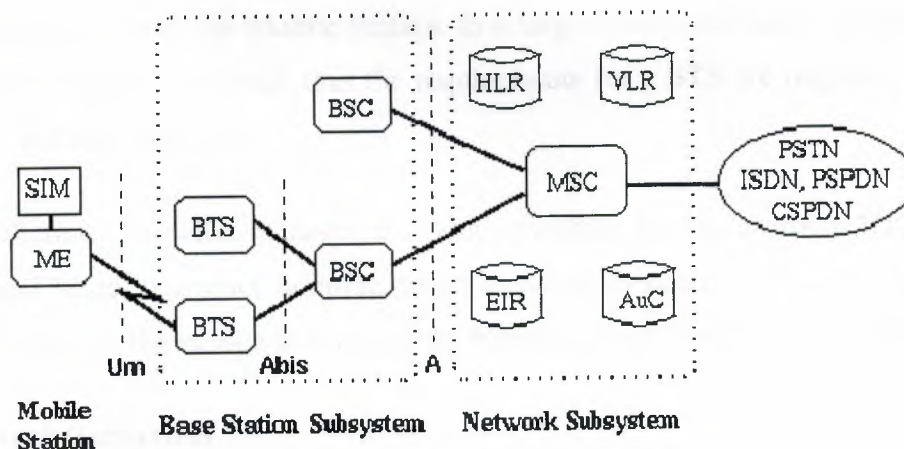 HLR
VLR
BSC
SIM
ME
BTS
BTS
BSC
MSC
PSTN
ISDN, PSPDN
CSPDN
EIR
AuC
Um
Abis
A
Mobile
Station
Base Station Subsystem
Network Subsystem